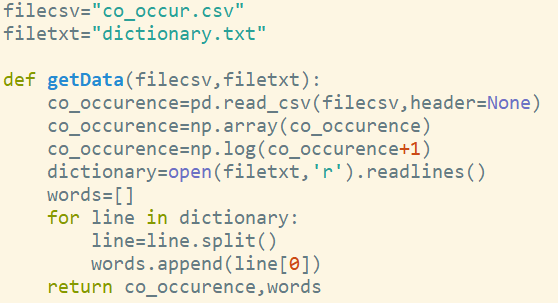 filecsv="co_occur.csv"
filetxt="dictionary.txt"
def getData(filecsv,filetxt):
    co_occurence=pd.read_csv(filecsv,header=None)
    co_occurence=np.array(co_occurence)
    co_occurence=np.log(co_occurence+1)
    dictionary=open(filetxt,'r').readlines()
    words=[]
    for line in dictionary:
        line=line.split()
        words.append(line[0])
    return co_occurence,words